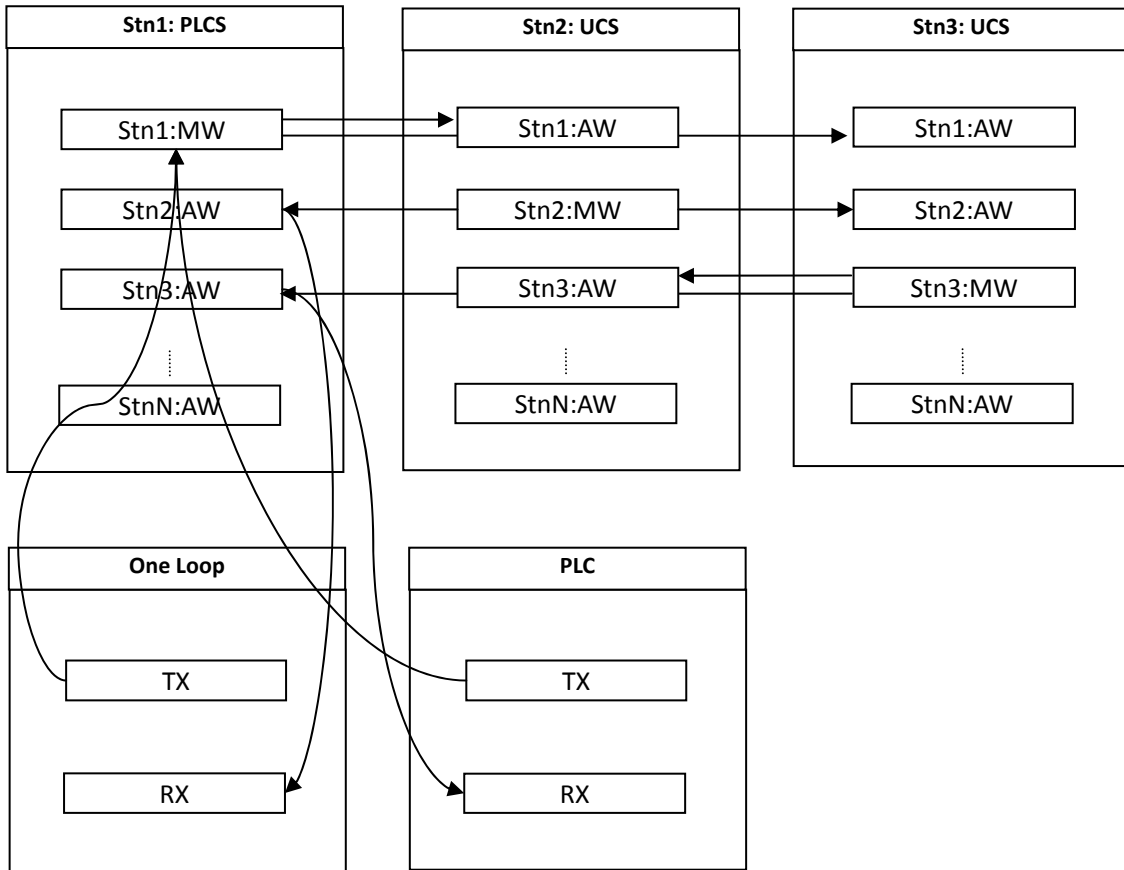 Stn1: PLCS
Stn2: UCS
Stn3: UCS
Stn1:MW
Stn1:AW
Stn1:AW
Stn2:AW
Stn2:MW
Stn2:AW
Stn3:AW
Stn3:AW
Stn3:MW
StnN:AW
StnN:AW
StnN:AW
One Loop
PLC
TX
TX
RX
RX